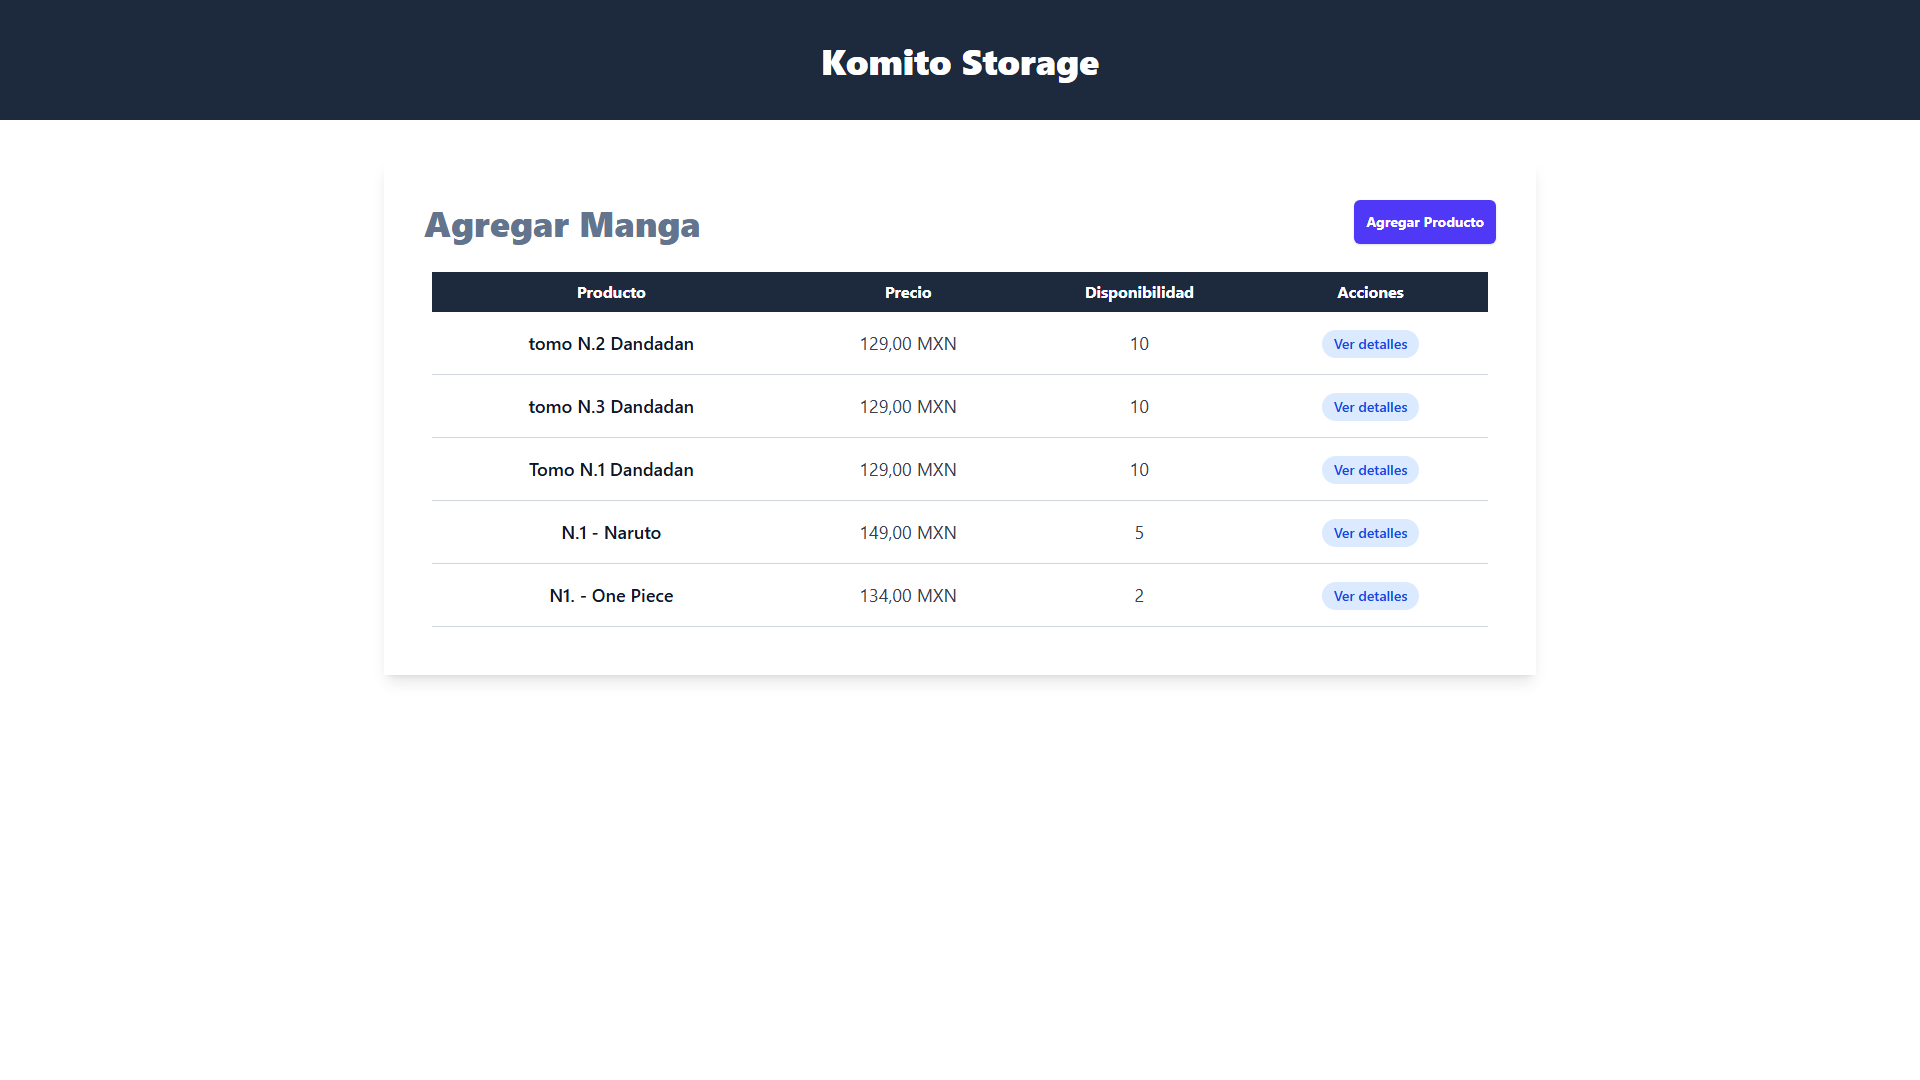 Komito Storage
Agregar Manga
Agregar Producto
Producto Precio Disponibilidad Acciones
tomo N.2 Dandadan 129,00 MXN 10 Ver detalles
tomo N.3 Dandadan 129,00 MXN 10 Ver detalles
Tomo N.1 Dandadan 129,00 MXN 10 Ver detalles
N.1 - Naruto 149,00 MXN 5 Ver detalles
N1. - One Piece 134,00 MXN 2 Ver detalles